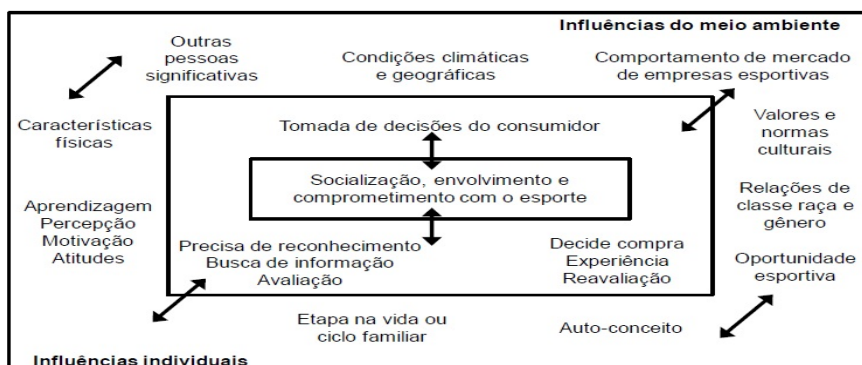 Influências do meio ambiente
Outras
pessoas
significativas
Condições climáticas
e geográficas
Comportamento de mercado
de empresas esportivas
Características
físicas
Tomada de decisões do consumidor
Valores e
normas
culturais
Socialização, envolvimento e
comprometimento com o esporte
Aprendizagem
Percepção
Motivação
Atitudes
Relações de
classe raça e
gênero
Precisa de reconhecimento
Busca de informação
Avaliação
Decide compra
Experiência
Reavaliação
Oportunidade
esportiva
Etapa na vida ou
ciclo familiar
Auto-conceito
Influências individuais